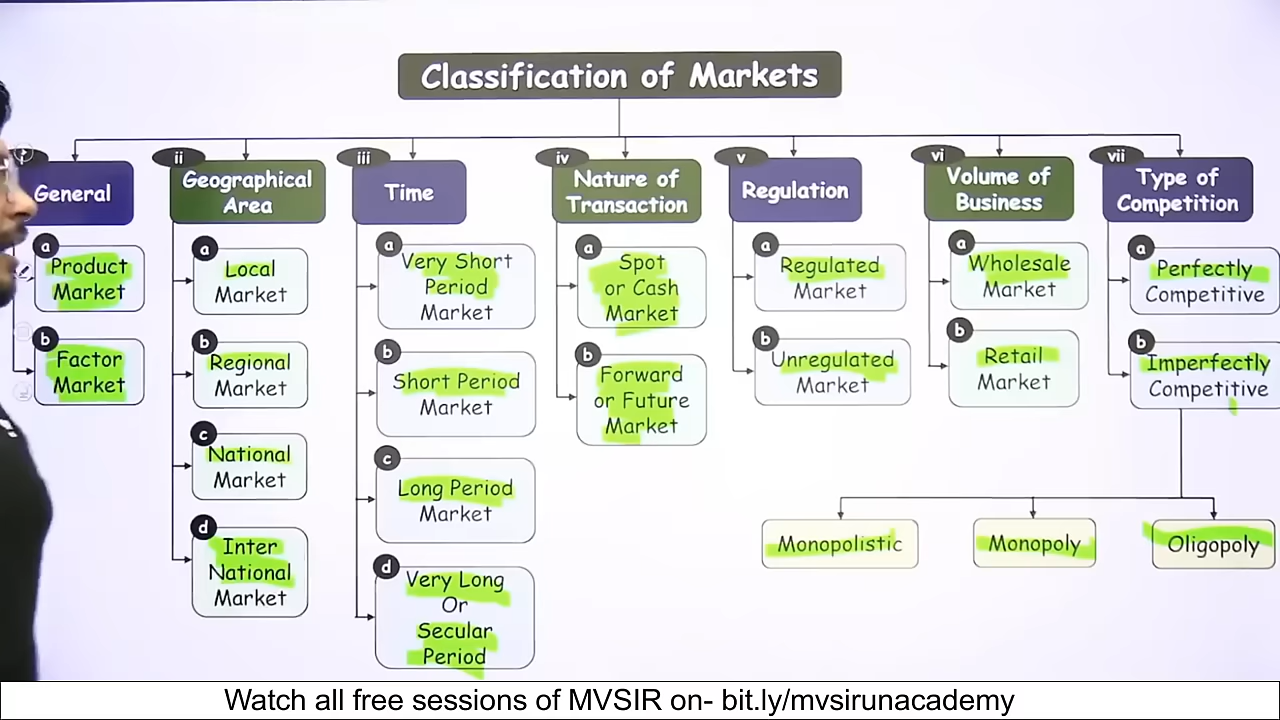 Classification of Markets
General
a
Product
Market
b
Factor
Market
ii
Geographical
Area
a
Local
Market
b
Regional
Market
c
National
Market
d
Inter
National
Market
iii
Time
a
Very Short
Period
Market
b
Short Period
Market
c
Long Period
Market
d
Very Long
Or
Secular
Period
iv
Nature of
Transaction
a
Spot
or Cash
Market
b
Forward
or Future
Market
v
Regulation
a
Regulated
Market
b
Unregulated
Market
vi
Volume of
Business
a
Wholesale
Market
b
Retail
Market
vii
Type of
Competition
a
Perfectly
Competitive
b
Imperfectly
Competitive
Monopolistic
Monopoly
Oligopoly
Watch all free sessions of MVSIR on- bit.ly/mvsirunacademy